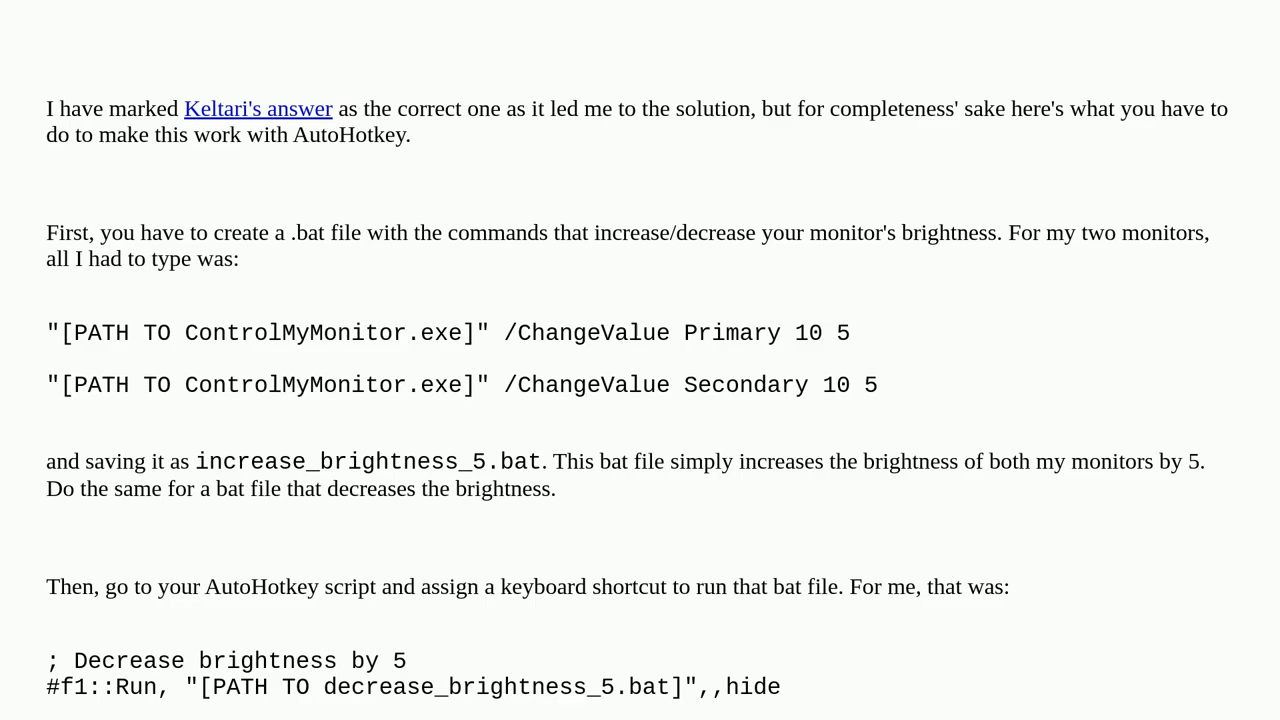 I have marked Keltari's answer as the correct one as it led me to the solution, but for completeness' sake here's what you have to
do to make this work with AutoHotkey.
First, you have to create a .bat file with the commands that increase/decrease your monitor's brightness. For my two monitors,
all I had to type was:
"[PATH TO ControlMyMonitor.exe]" /ChangeValue Primary 10 5
"[PATH TO ControlMyMonitor.exe]" /ChangeValue Secondary 10 5
and saving it as increase_brightness_5.bat. This bat file simply increases the brightness of both my monitors by 5.
Do the same for a bat file that decreases the brightness.
Then, go to your AutoHotkey script and assign a keyboard shortcut to run that bat file. For me, that was:
; Decrease brightness by 5
#f1::Run, "[PATH TO decrease_brightness_5.bat]",,hide